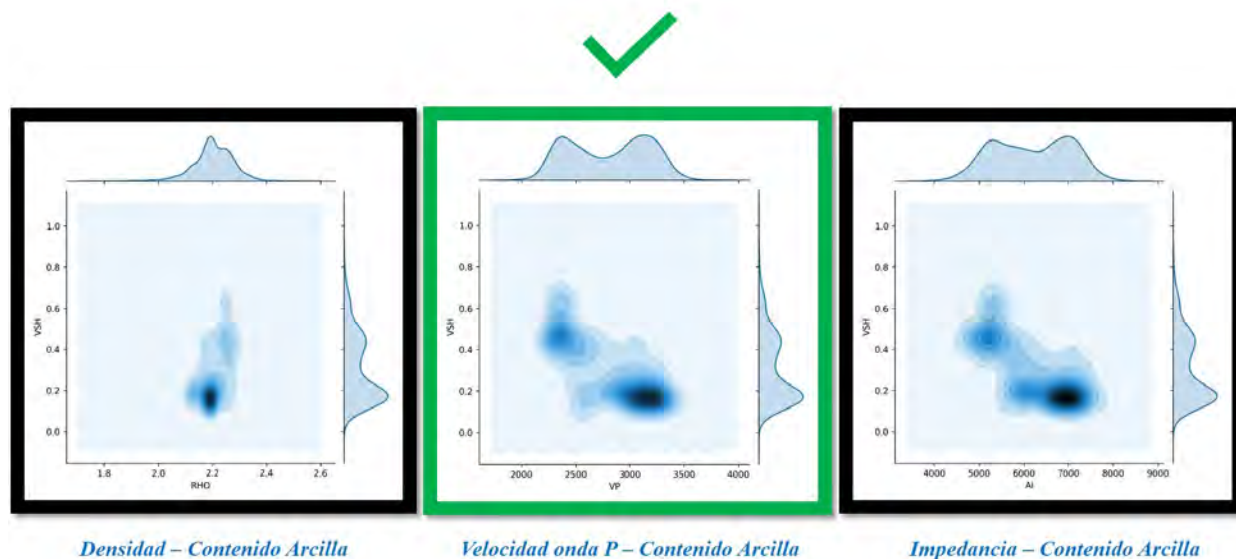 1.0
0.8
0.6
0.4
0.2
0.0
VSH
1.8 2.0 2.2 2.4 2.6
RHO
1.0
0.8
0.6
0.4
0.2
0.0
VSH
2000 2500 3000 3500 4000
VP
1.0
0.8
0.6
0.4
0.2
0.0
VSH
4000 5000 6000 7000 8000 9000
AI
Densidad – Contenido Arcilla
Velocidad onda P – Contenido Arcilla
Impedancia – Contenido Arcilla